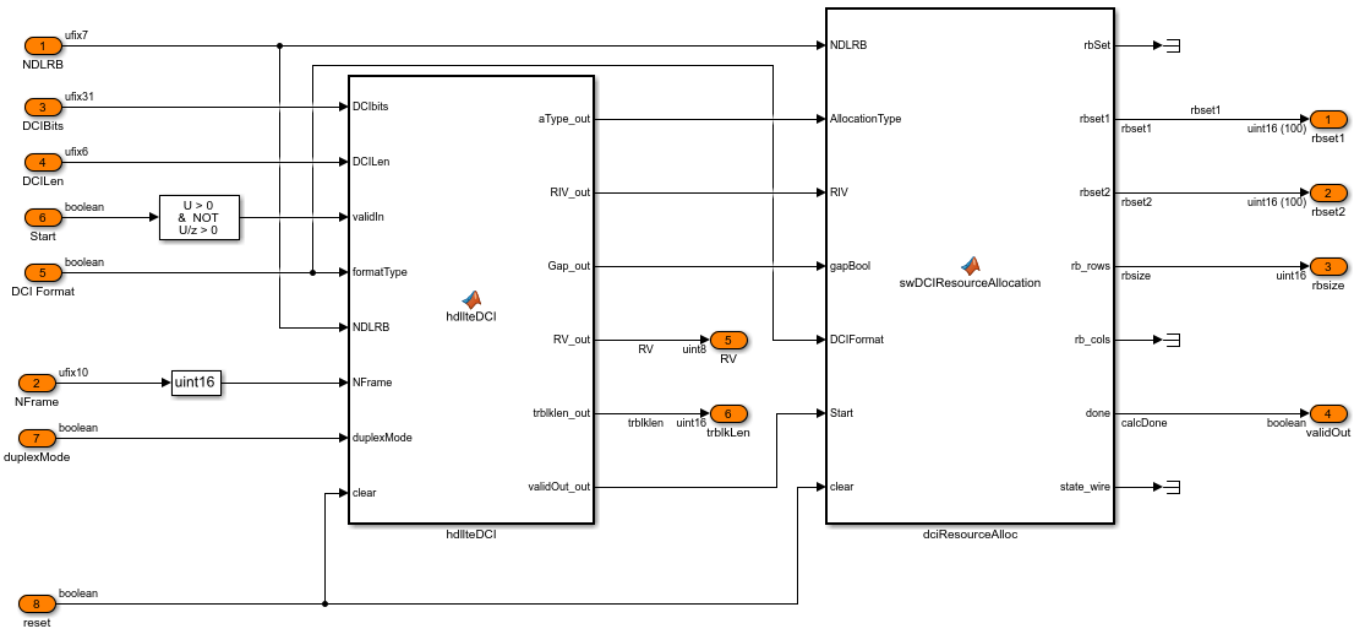 1
ufix7
NDLRB
3
ufix31
DCIBits
4
ufix6
DCILen
6
boolean
Start
U > 0
& NOT
U/z > 0
5
boolean
DCI Format
2
ufix10
NFrame
uint16
7
boolean
duplexMode
8
boolean
reset
DCIbits
DCILen
validIn
formatType
NDLRB
NFrame
duplexMode
clear
hdllteDCI
aType_out
RIV_out
Gap_out
RV_out
trblklen_out
validOut_out
hdllteDCI
RV
uint8
5
RV
trblklen
uint16
6
trblkLen
NDLRB
AllocationType
RIV
gapBool
DCIFormat
Start
clear
swDCIResourceAllocation
rbSet
rbset1
rbset2
rb_rows
rb_cols
done
state_wire
dciResourceAlloc
rbset1
rbset1
uint16 (100)
1
rbset1
rbset2
uint16 (100)
2
rbset2
rbsize
uint16
3
rbsize
calcDone
boolean
4
validOut